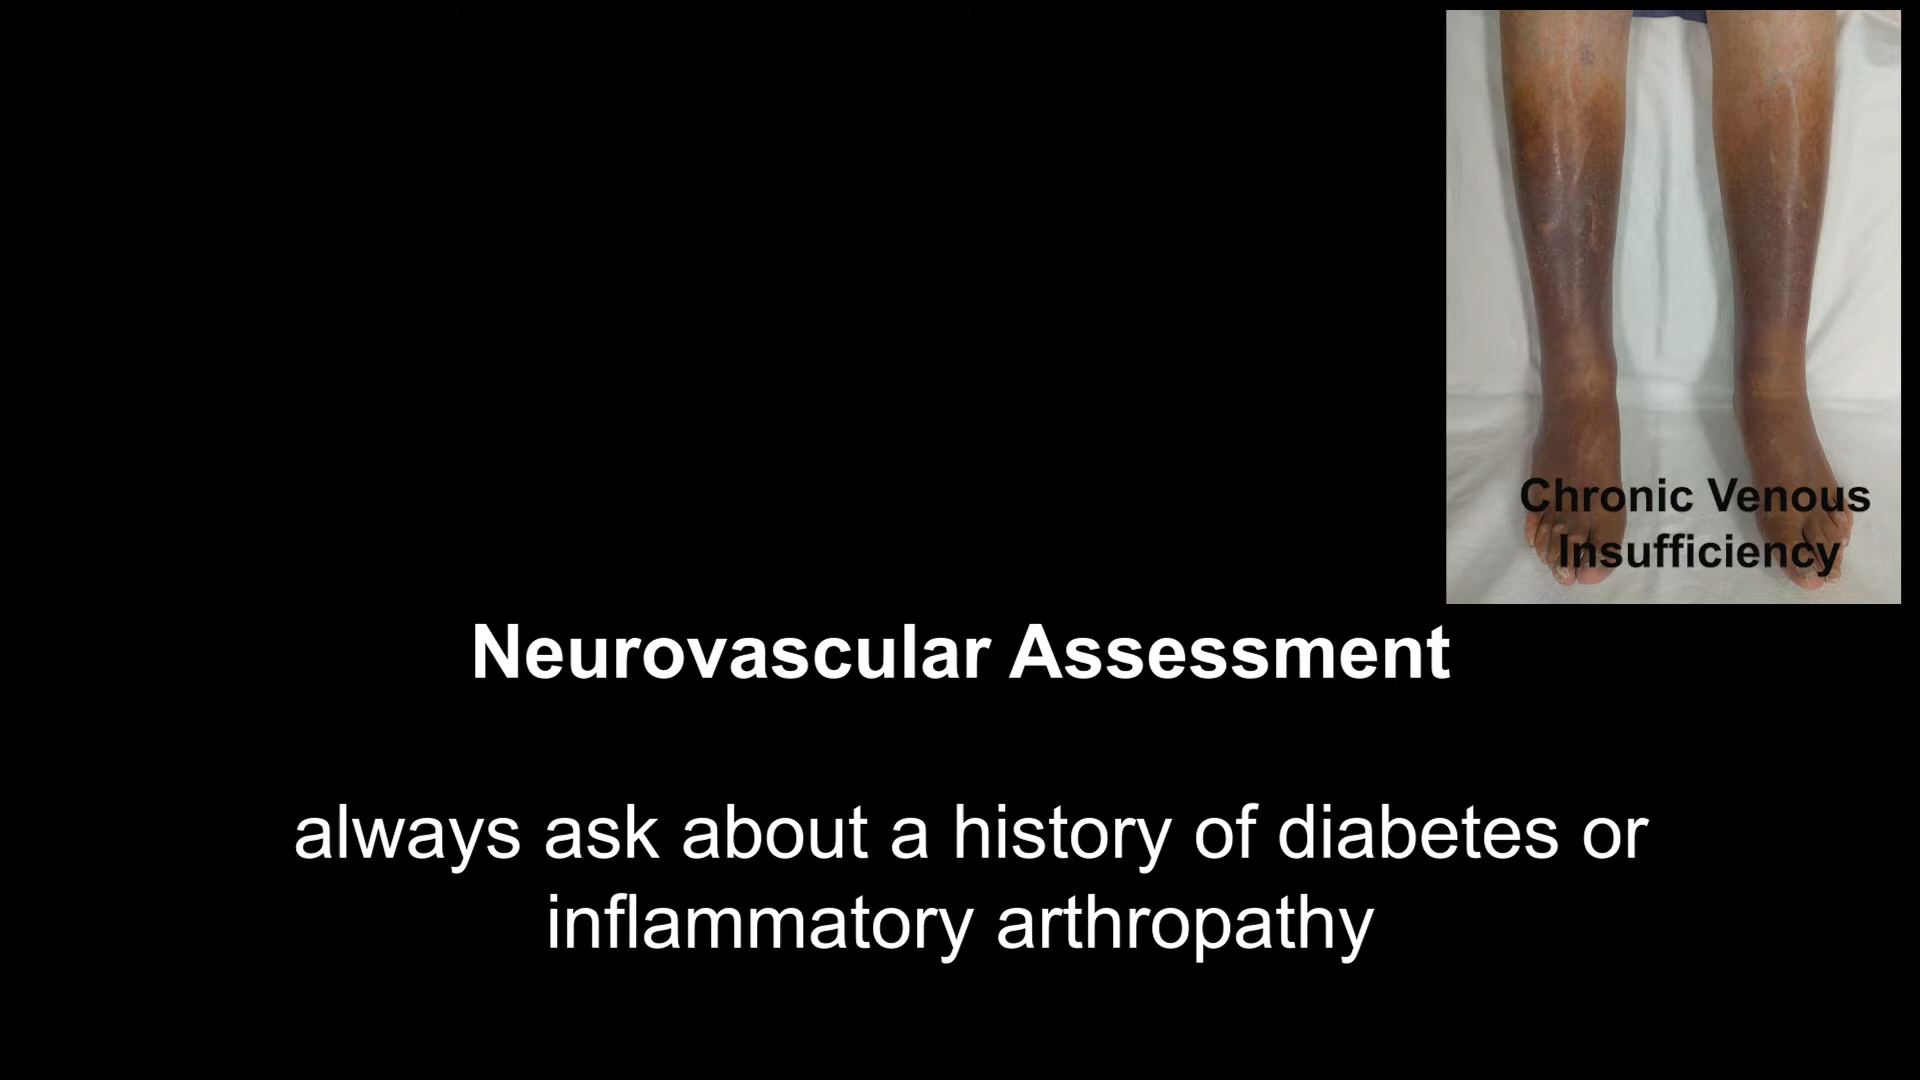 Chronic Venous
Insufficiency
Neurovascular Assessment
always ask about a history of diabetes or
inflammatory arthropathy